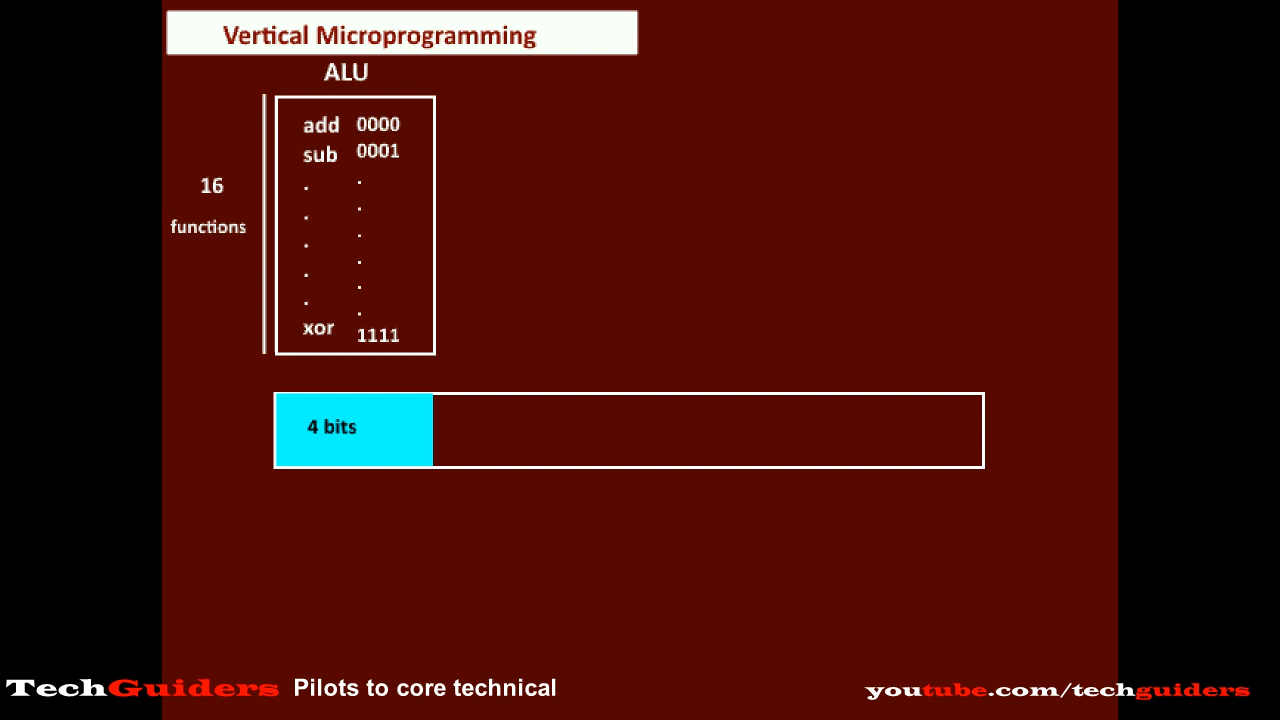 Vertical Microprogramming
ALU
add 0000
sub 0001
. .
. .
. .
. .
. .
.
xor 1111
16
functions
4 bits
TechGuiders Pilots to core technical
youtube.com/techguiders